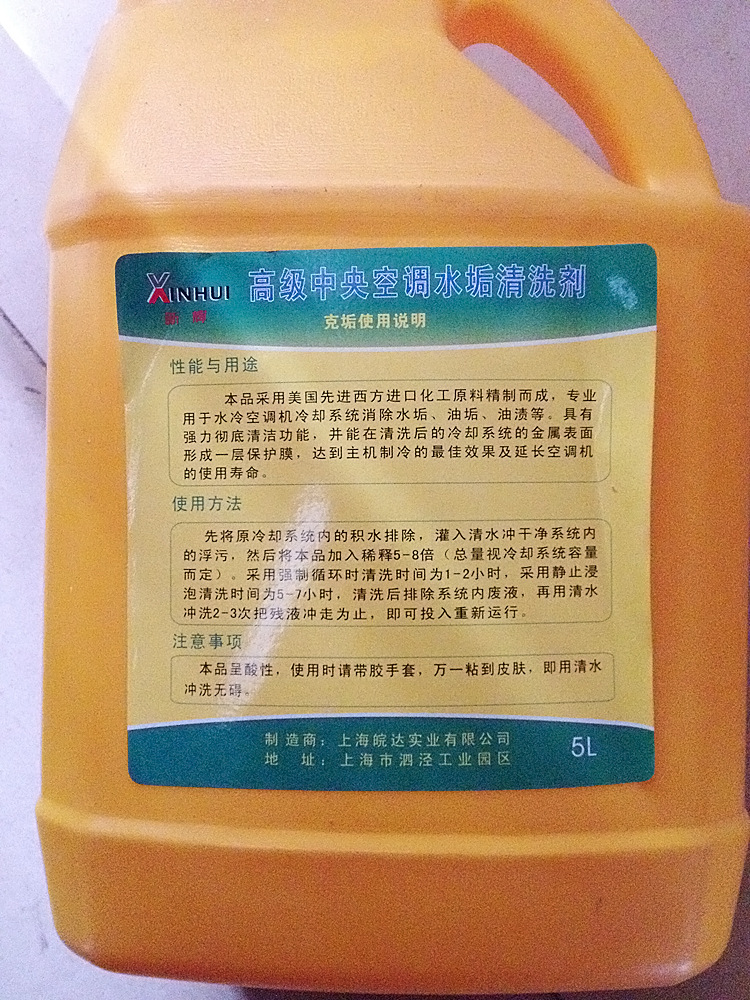 XINHUI
高级中央空调水垢清洗剂
克垢使用说明
性能与用途
本品采用美国先进西方进口化工原料精制而成，专业
用于水冷空调机冷却系统消除水垢、油垢、油渍等。具有
强力彻底清洁功能，并能在清洗后的冷却系统的金属表面
形成一层保护膜，达到主机制冷的最佳效果及延长空调机
的使用寿命。
使用方法
先将原冷却系统内的积水排除，灌入清水冲干净系统内
的浮污，然后将本品加入稀释5-8倍（总量视冷却系统容量
而定）。采用强制循环时清洗时间为1-2小时，采用静止浸
泡清洗时间为5-7小时，清洗后排除系统内废液，再用清水
冲洗2-3次把残液冲走为止，即可投入重新运行。
注意事项
本品呈酸性，使用时请带胶手套，万一粘到皮肤，即用清水
冲洗无碍。
制造商：上海皖达实业有限公司
地 址：上海市泗泾工业园区
5L